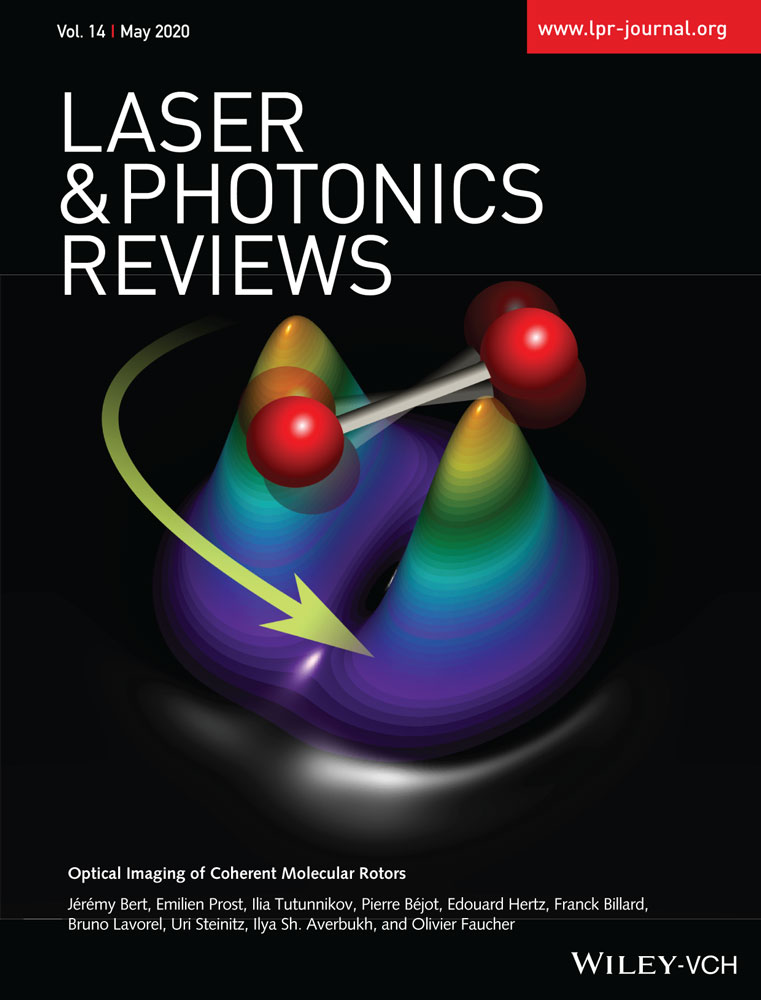 Vol. 14 | May 2020
www.lpr-journal.org
LASER
& PHOTONICS
REVIEWS
Optical Imaging of Coherent Molecular Rotors
Jérémy Bert, Emilien Prost, Ilia Tutunnikov, Pierre Béjot, Edouard Hertz, Franck Billard,
Bruno Lavorel, Uri Steinitz, Ilya Sh. Averbukh, and Olivier Faucher
WILEY-VCH